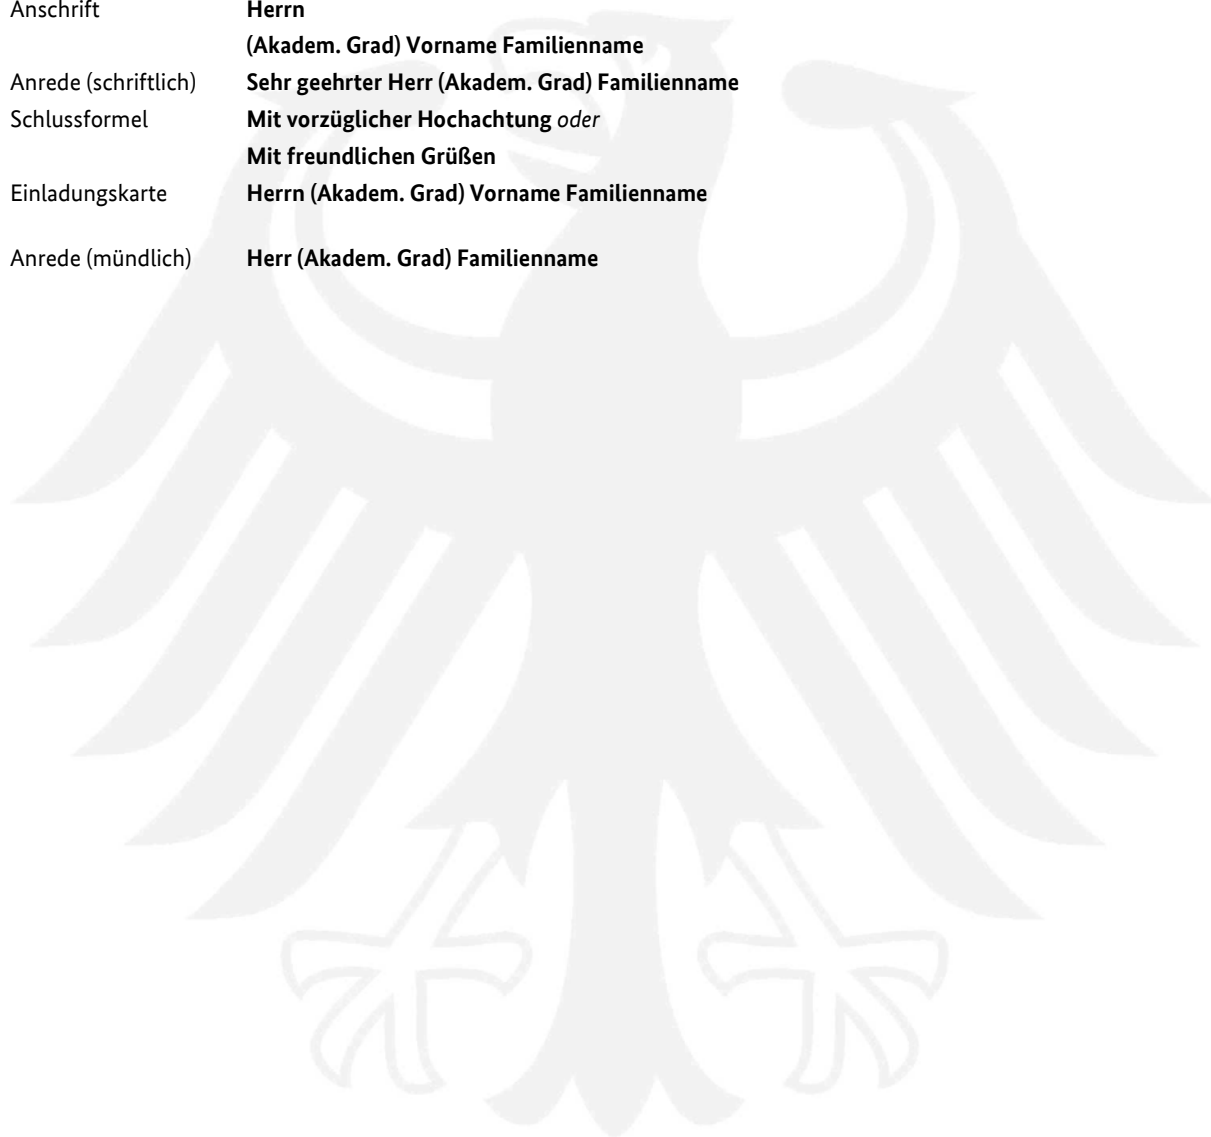 Anschrift Herrn
(Akadem. Grad) Vorname Familienname
Anrede (schriftlich) Sehr geehrter Herr (Akadem. Grad) Familienname
Schlussformel Mit vorzüglicher Hochachtung oder
Mit freundlichen Grüßen
Einladungskarte Herrn (Akadem. Grad) Vorname Familienname
Anrede (mündlich) Herr (Akadem. Grad) Familienname